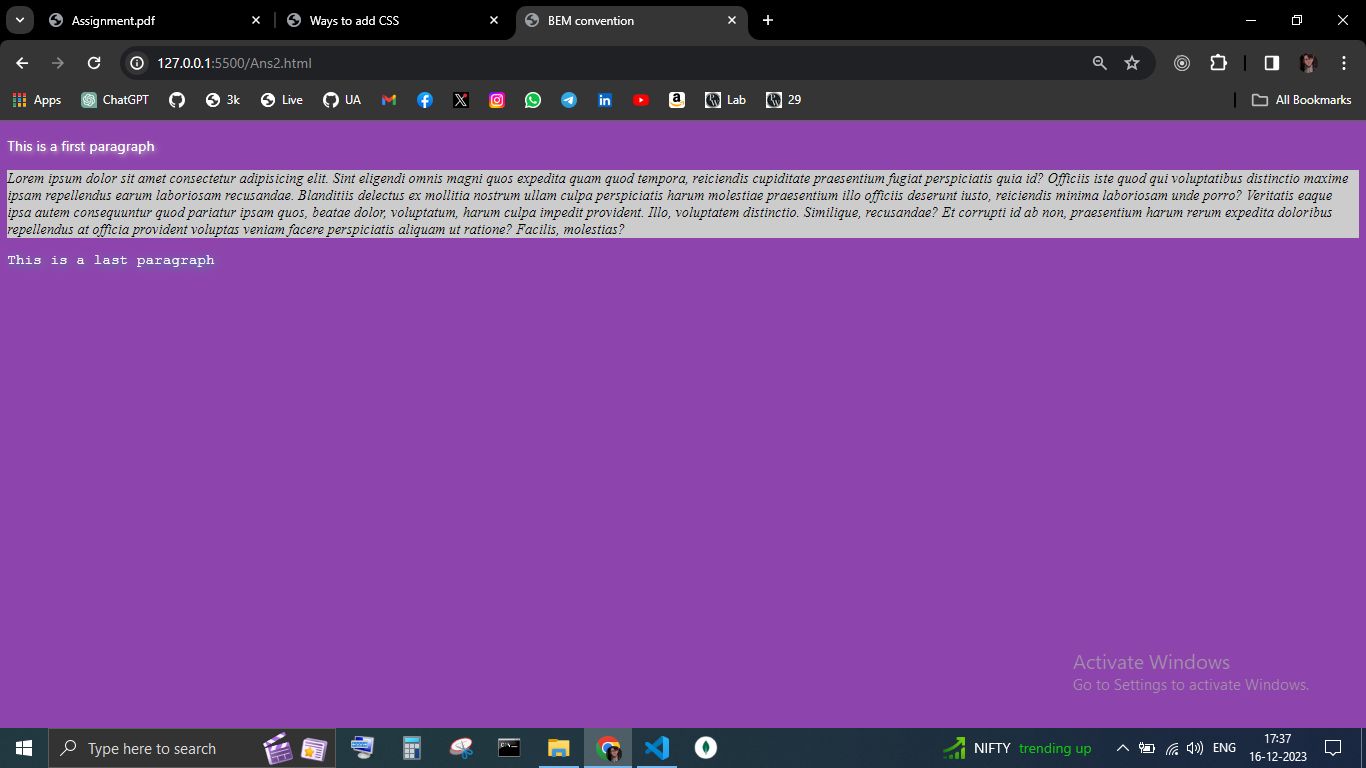 Assignment.pdf
Ways to add CSS
BEM convention
127.0.0.1:5500/Ans2.html
Apps
ChatGPT
3k
Live
UA
Lab
29
All Bookmarks
This is a first paragraph
Lorem ipsum dolor sit amet consectetur adipisicing elit. Sint eligendi omnis magni quos expedita quam quod tempora, reiciendis cupiditate praesentium fugiat perspiciatis quia id? Officiis iste quod qui voluptatibus distinctio maxime
ipsam repellendus earum laboriosam recusandae. Blanditiis delectus ex mollitia nostrum ullam culpa perspiciatis harum molestiae praesentium illo officiis deserunt iusto, reiciendis minima laboriosam unde porro? Veritatis eaque
ipsa autem consequuntur quod pariatur ipsam quos, beatae dolor, voluptatum, harum culpa impedit provident. Illo, voluptatem distinctio. Similique, recusandae? Et corrupti id ab non, praesentium harum rerum expedita doloribus
repellendus at officia provident voluptas veniam facere perspiciatis aliquam ut ratione? Facilis, molestias?
This is a last paragraph
Activate Windows
Go to Settings to activate Windows.
Type here to search
NIFTY trending up
ENG
17:37
16-12-2023